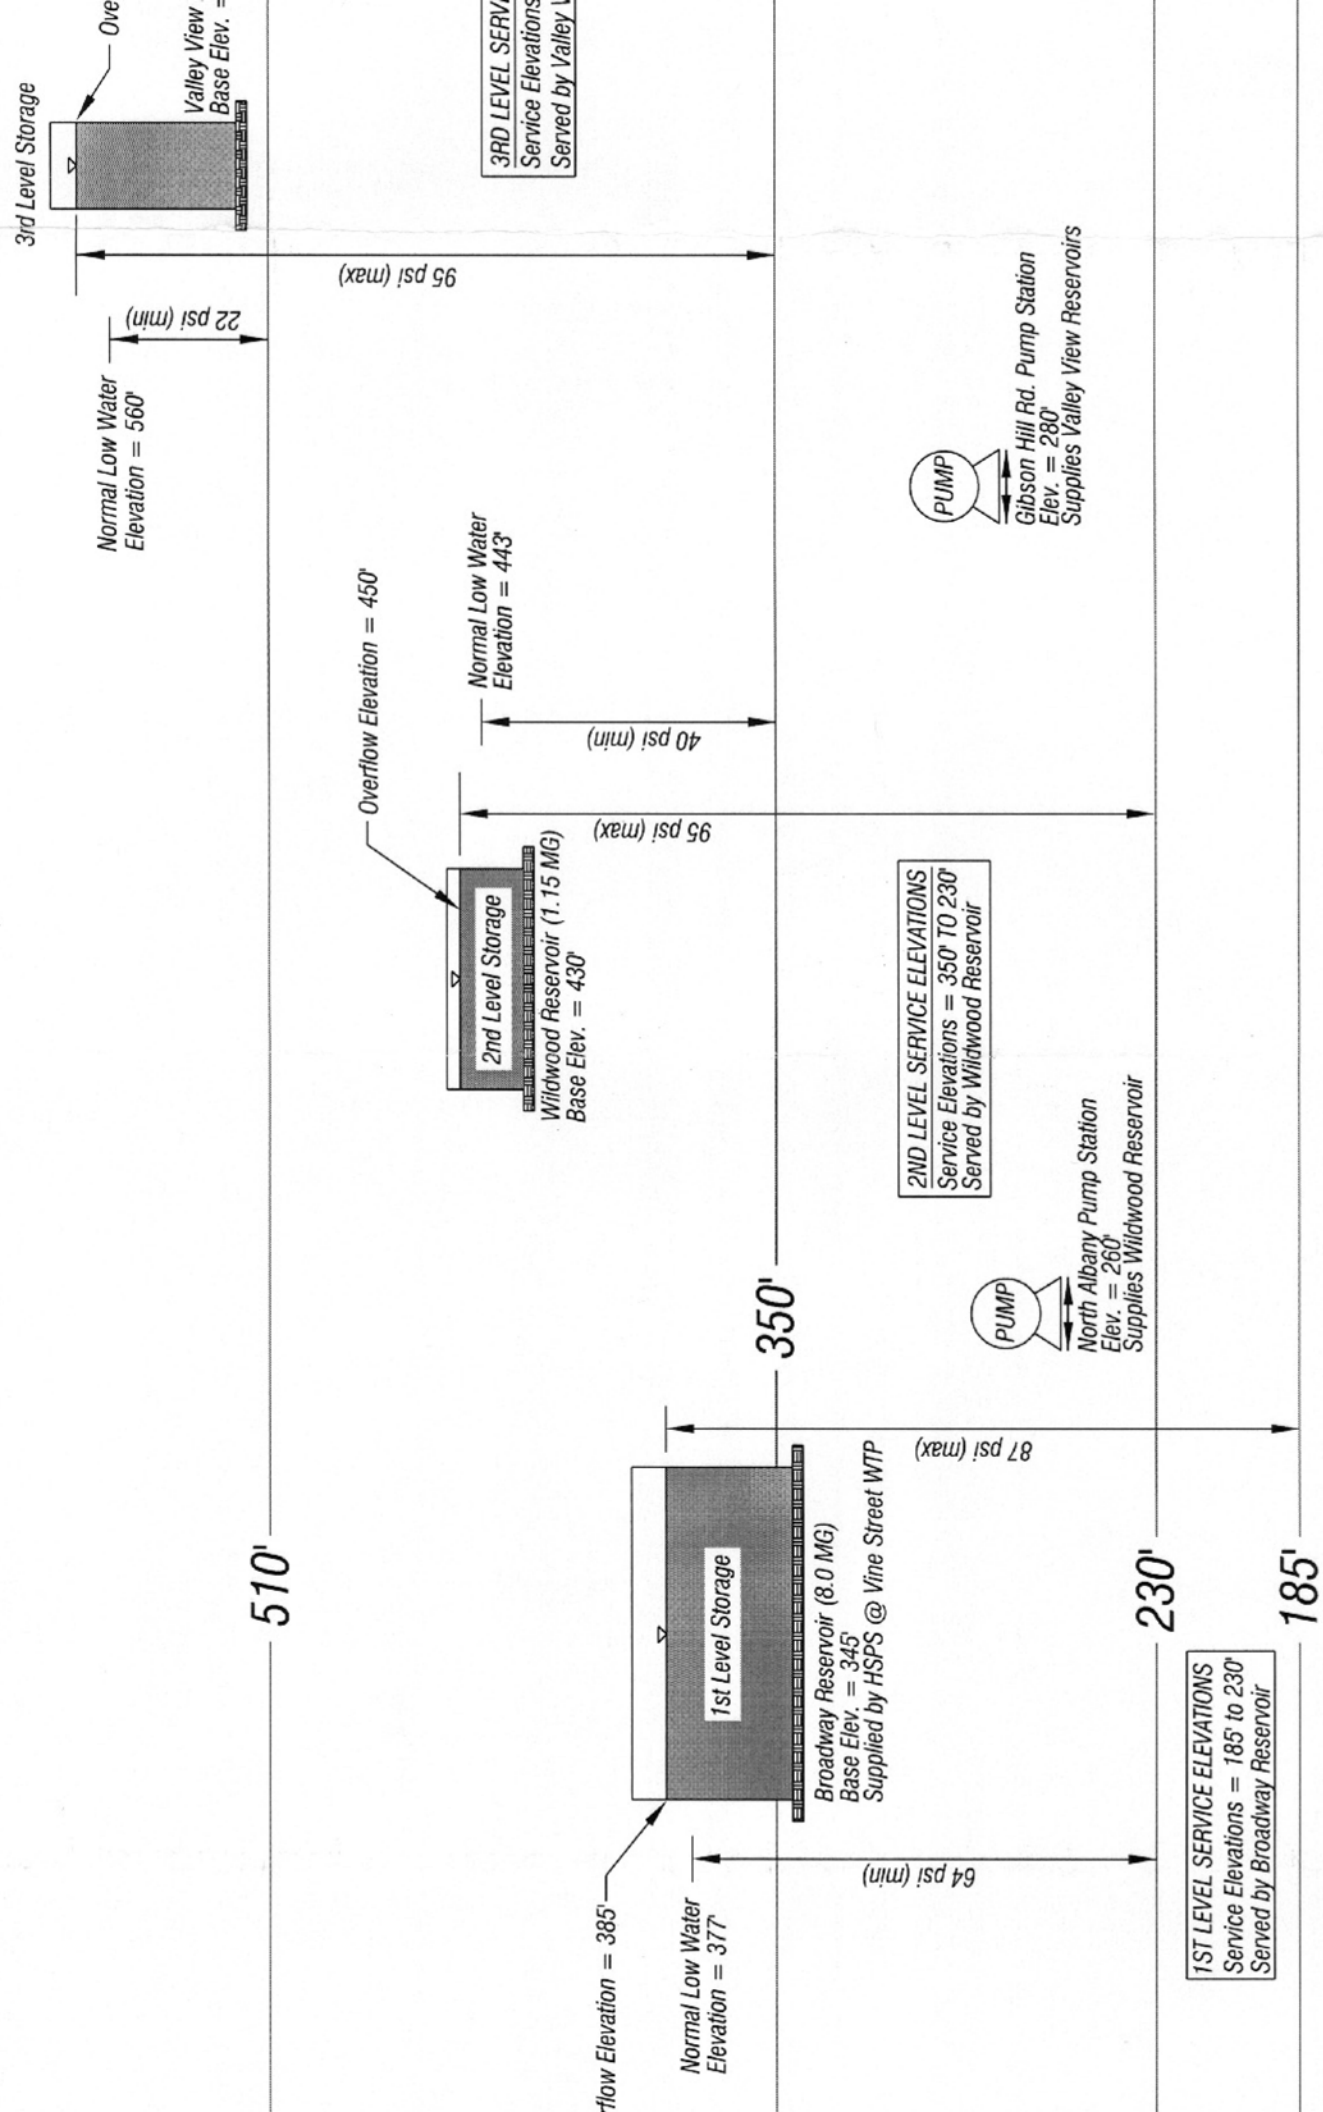 3rd Level Storage
Valley View
Base Elev. =
Normal Low Water
Elevation = 560'
22 psi (min)
95 psi (max)
3RD LEVEL
Service Elevations
Served by Valley
510'
Overflow Elevation = 450'
Normal Low Water
Elevation = 443'
40 psi (min)
95 psi (max)
2nd Level Storage
Wildwood Reservoir (1.15 MG)
Base Elev. = 430'
PUMP
Gibson Hill Rd. Pump Station
Elev. = 280'
Supplies Valley View Reservoirs
2ND LEVEL SERVICE ELEVATIONS
Service Elevations = 350' TO 230'
Served by Wildwood Reservoir
350'
PUMP
North Albany Pump Station
Elev. = 260'
Supplies Wildwood Reservoir
87 psi (max)
1st Level Storage
Broadway Reservoir (8.0 MG)
Base Elev. = 345'
Supplied by HSPS @ Vine Street WTP
Elevation = 385'
Normal Low Water
Elevation = 377'
64 psi (min)
230'
185'
1ST LEVEL SERVICE ELEVATIONS
Service Elevations = 185' to 230'
Served by Broadway Reservoir